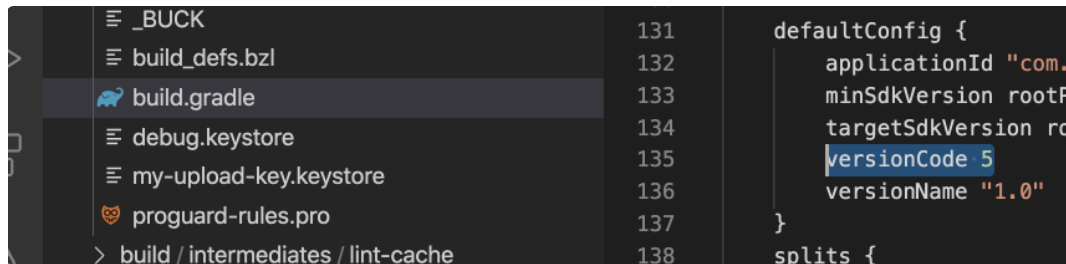 _BUCK
build_defs.bzl
build.gradle
debug.keystore
my-upload-key.keystore
proguard-rules.pro
> build / intermediates / lint-cache
131 defaultConfig {
132 applicationId "com.
133 minSdkVersion rootP
134 targetSdkVersion ro
135 versionCode 5
136 versionName "1.0"
137 }
138 splits {